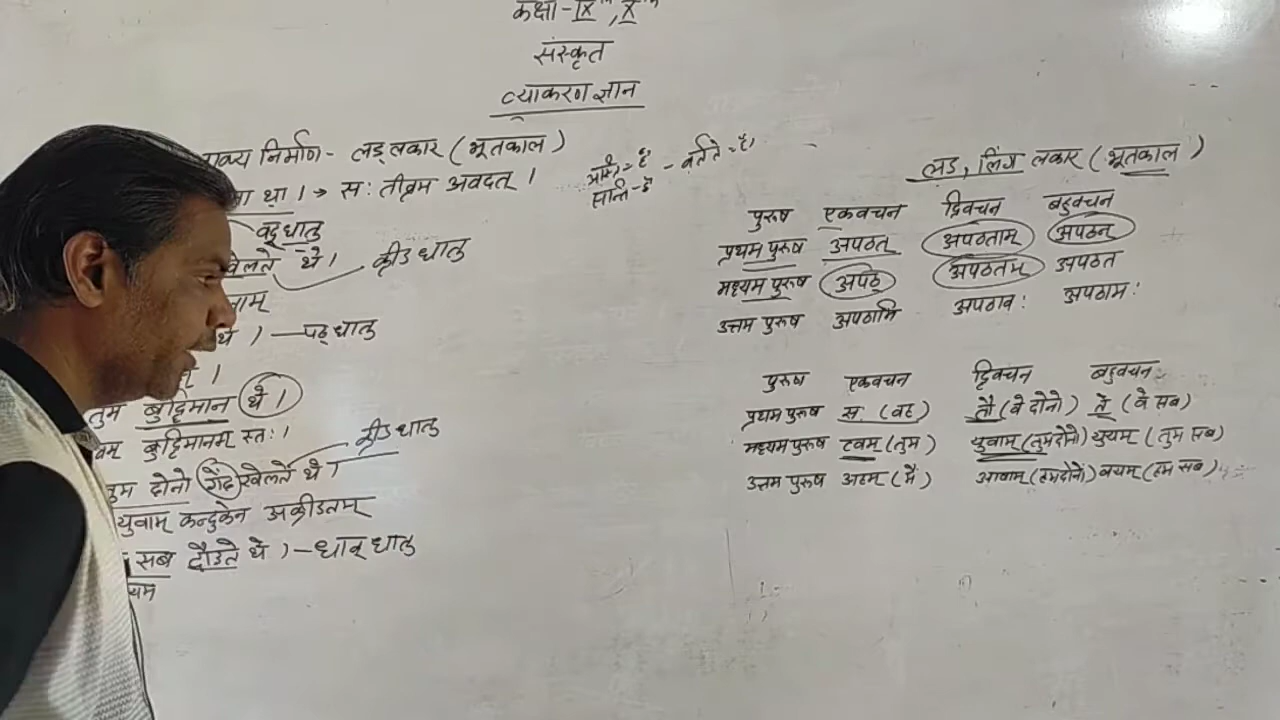 कक्षा-IX, X
संस्कृत
व्याकरण ज्ञान
निर्माण- लङ् लकार (भूतकाल)
था। → सः तीव्रम अवदत् ।
वद् धातु
खेलते थे। क्रीड धातु
थे ) —पठ् धातु
तुम बुद्दिमान थे।
बुद्दिमानम् स्तः।
तुम दोनो गेंद खेलते थे। क्रीड धातु
युवाम् कन्दुकेन अक्रीडतम्
सब दौडते थे )—धाव् धातु
- वर्तते = है।
लड, लिंग लकार (भूतकाल)
पुरुष एकवचन द्विवचन बहुवचन
प्रथम पुरुष अपठत् अपठताम् अपठन्
मध्यम पुरुष अपठ् अपठतम् अपठत
उत्तम पुरुष अपठामि अपठावः अपठामः
पुरुष एकवचन द्विवचन बहुवचन
प्रथम पुरुष स (वह) तौ (वे दोनो) ते (वे सब)
मध्यम पुरुष त्वम् (तुम) युवाम् (तुम दोनो) युयम् (तुम सब)
उत्तम पुरुष अहम् (मैं) आवाम् (हम दोनों) वयम् (हम सब)